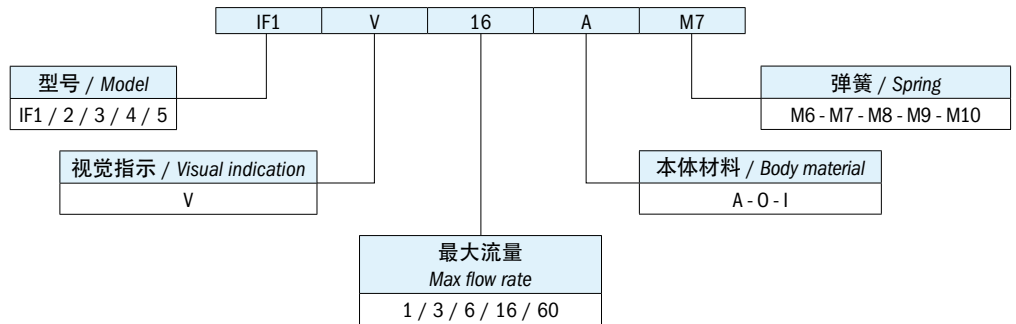 IF1 V 16 A M7
型号 / Model
IF1 / 2 / 3 / 4 / 5
弹簧 / Spring
M6 - M7 - M8 - M9 - M10
视觉指示 / Visual indication
V
本体材料 / Body material
A - O - I
最大流量
Max flow rate
1 / 3 / 6 / 16 / 60